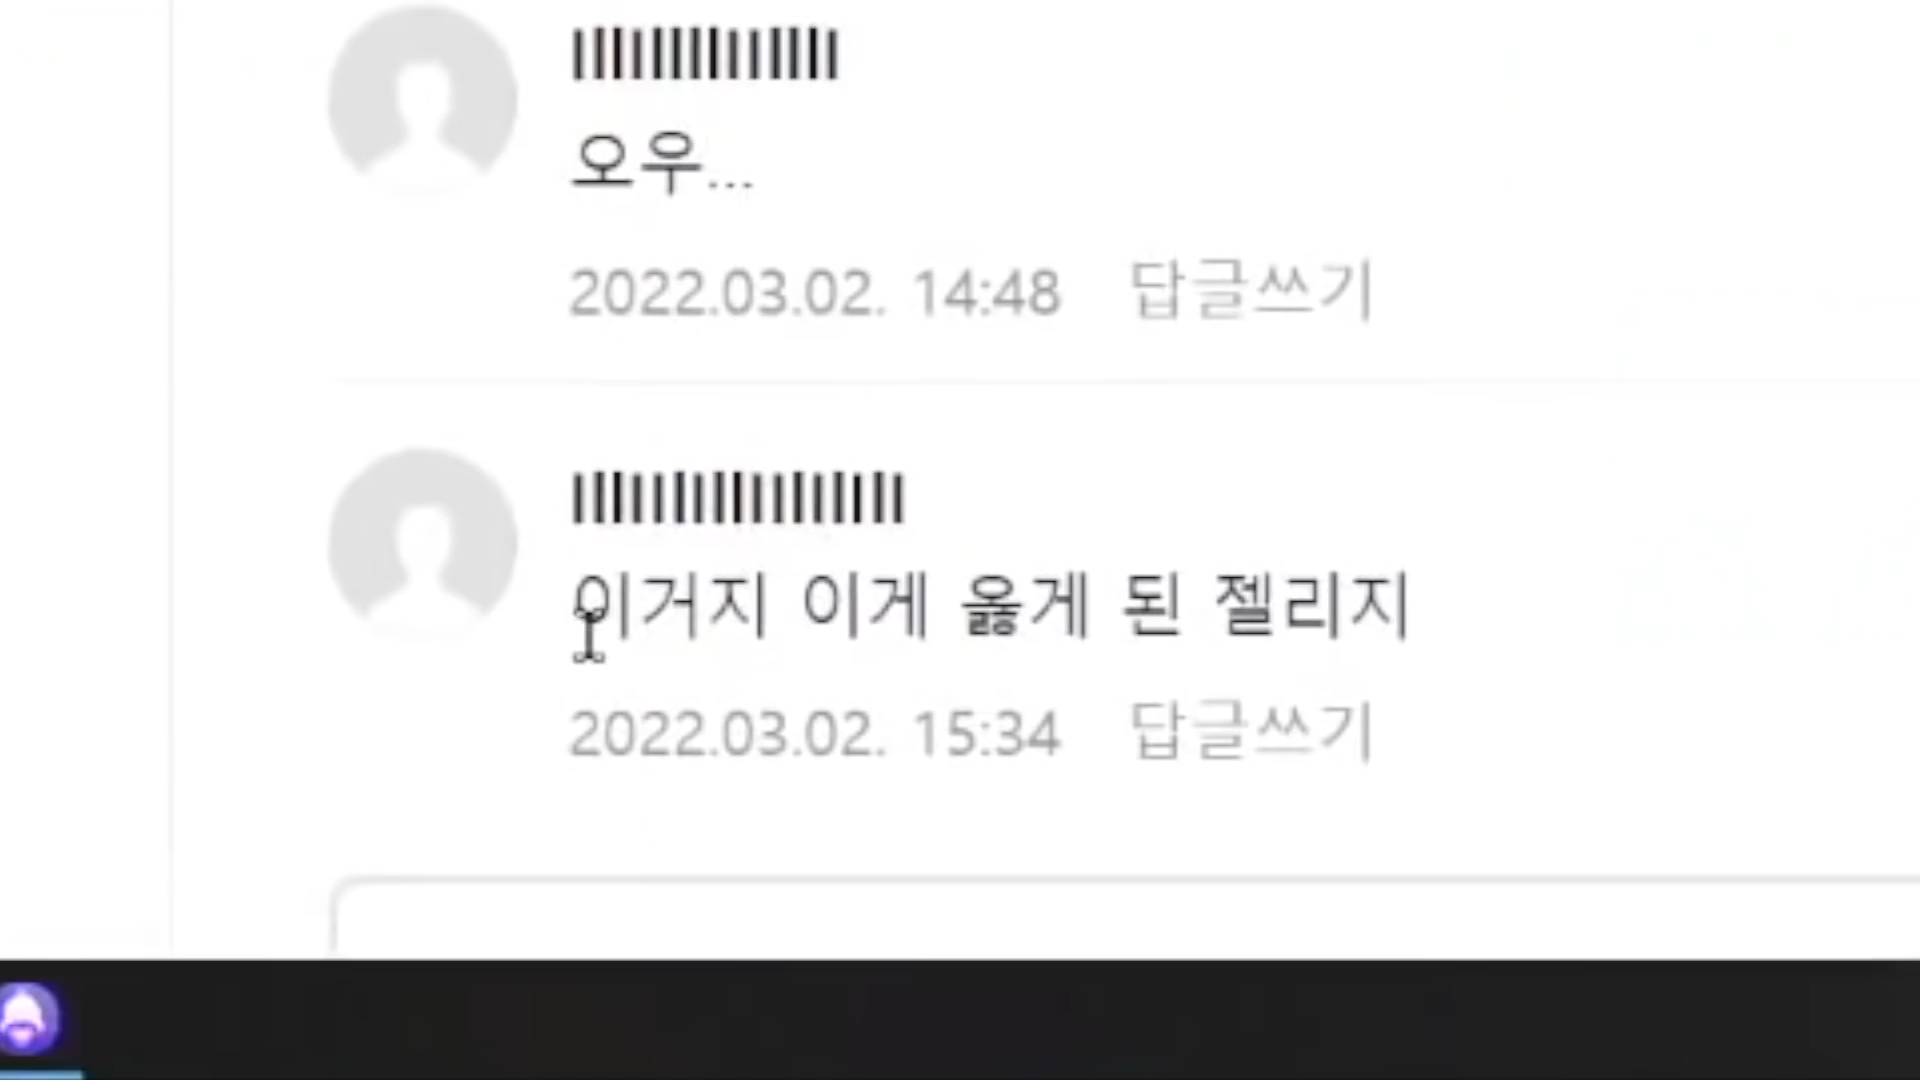 오우...
2022.03.02. 14:48 답글쓰기
이거지 이게 옳게 된 젤리지
2022.03.02. 15:34 답글쓰기